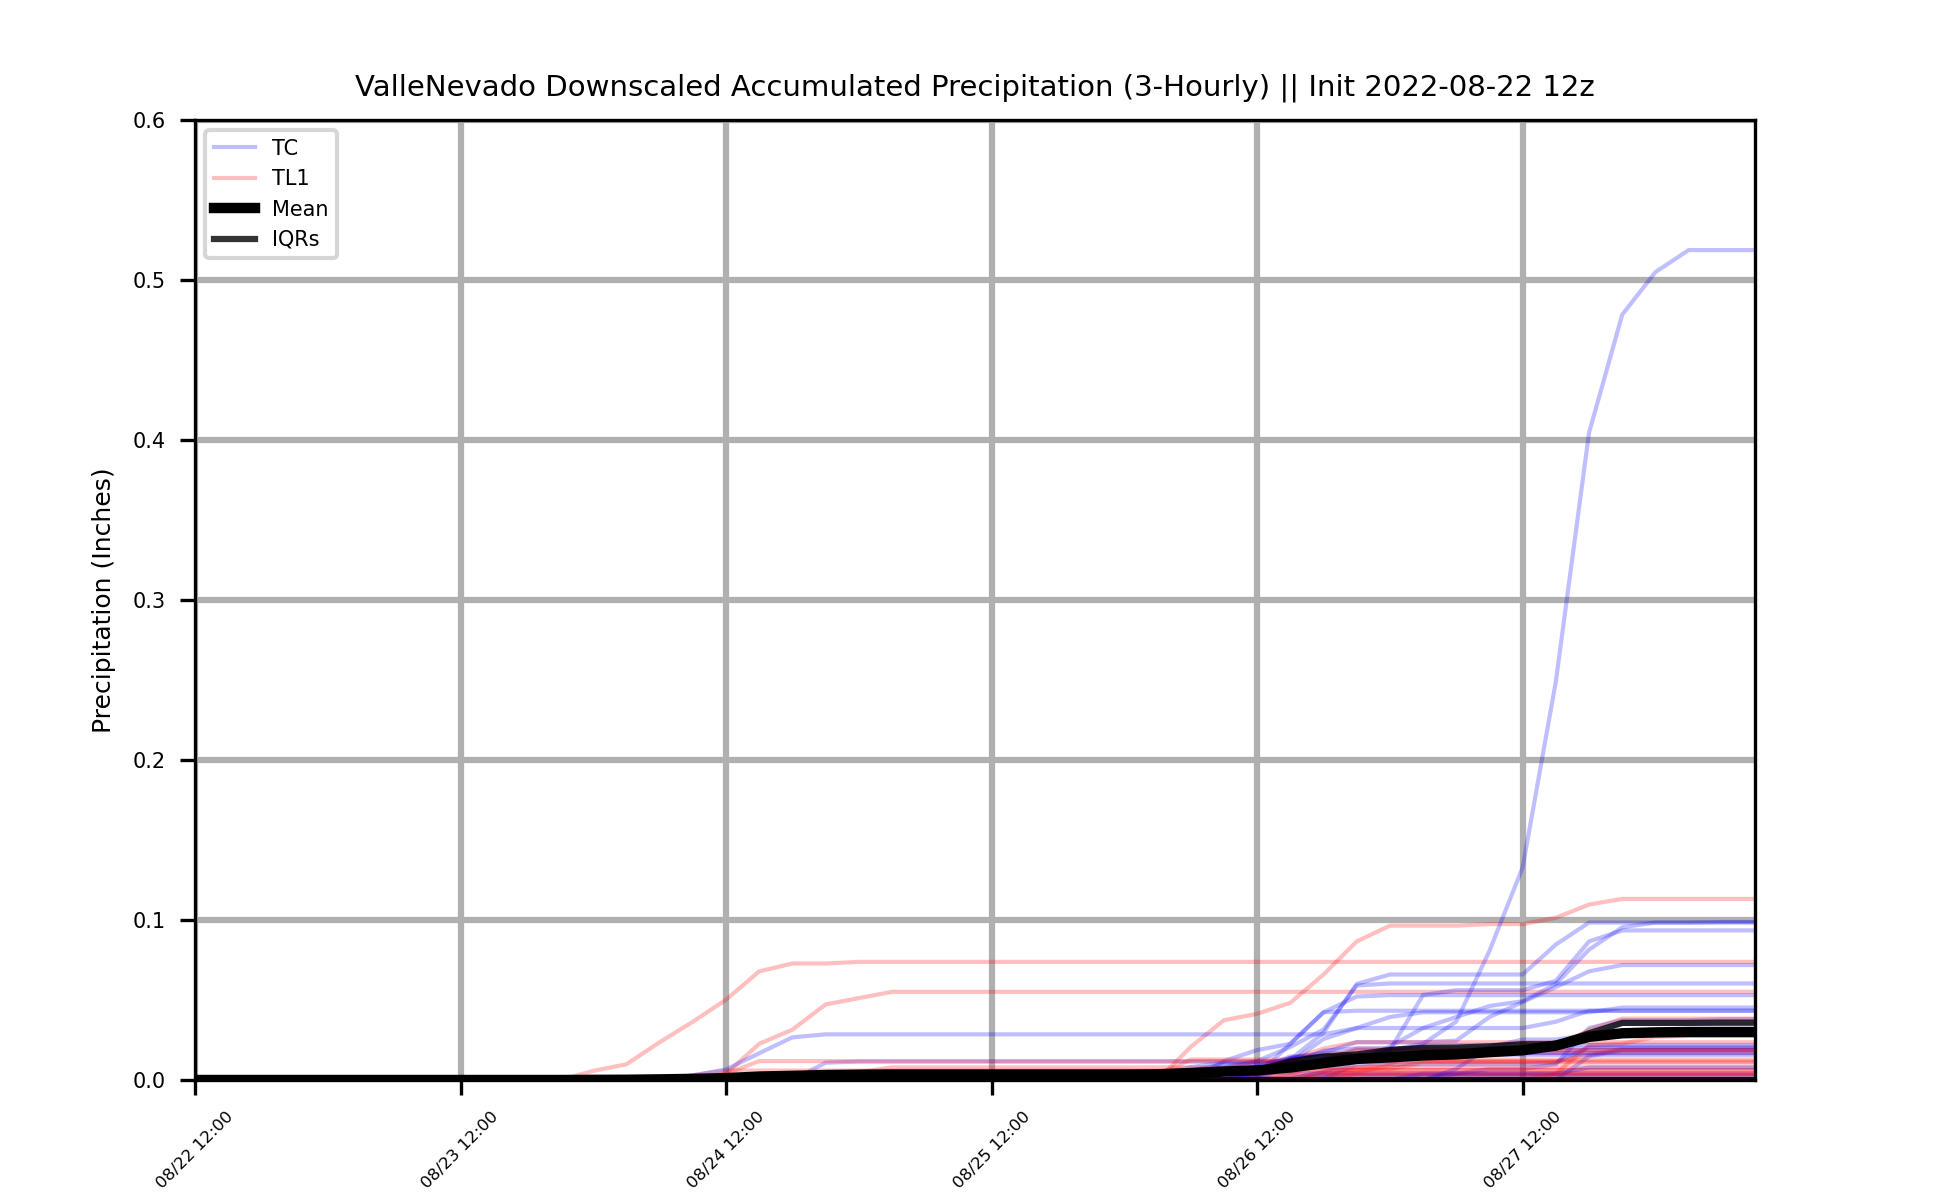 ValleNevado Downscaled Accumulated Precipitation (3-Hourly) || Init 2022-08-22 12z
TC
TL1
Mean
IQRs
Precipitation (Inches)
0.6
0.5
0.4
0.3
0.2
0.1
0.0
08/22 12:00
08/23 12:00
08/24 12:00
08/25 12:00
08/26 12:00
08/27 12:00